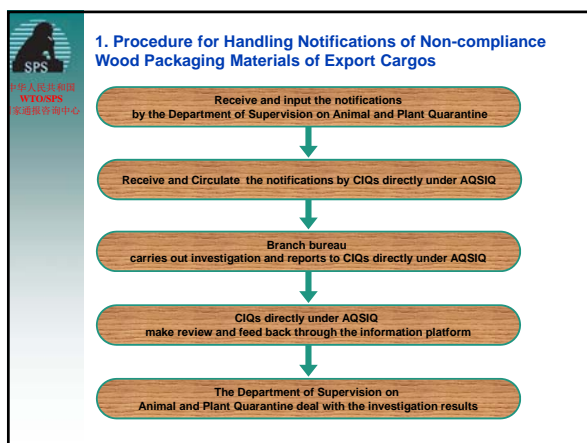 1. Procedure for Handling Notifications of Non-compliance
Wood Packaging Materials of Export Cargos
SPS
中华人民共和国
WTO/SPS
国家通报咨询中心
Receive and input the notifications
by the Department of Supervision on Animal and Plant Quarantine
Receive and Circulate the notifications by CIQs directly under AQSIQ
Branch bureau
carries out investigation and reports to CIQs directly under AQSIQ
CIQs directly under AQSIQ
make review and feed back through the information platform
The Department of Supervision on
Animal and Plant Quarantine deal with the investigation results